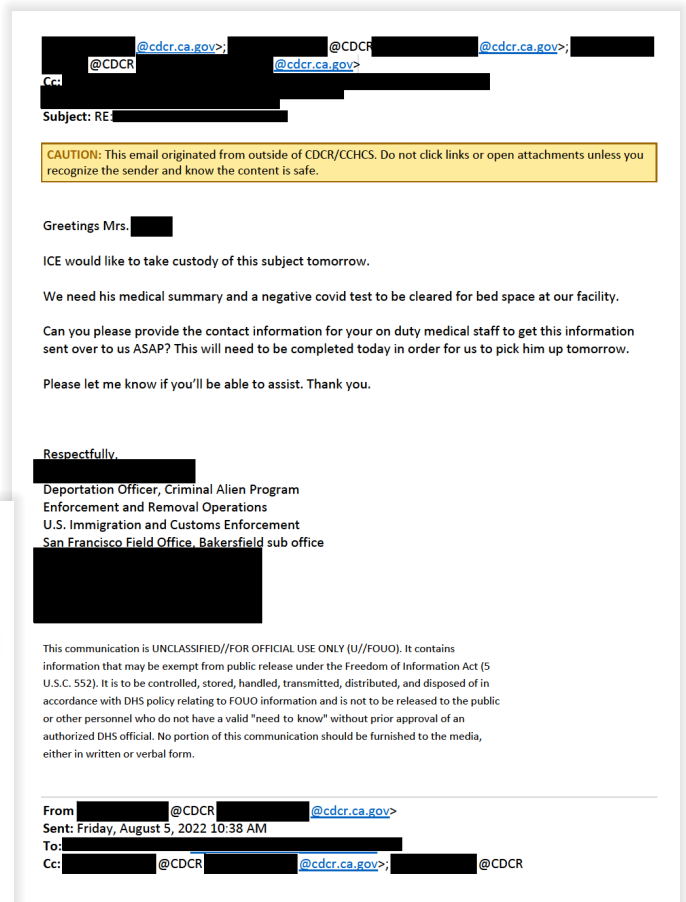 @cdcr.ca.gov>; @CDCR @cdcr.ca.gov>;
@CDCR @cdcr.ca.gov>
Cc:
Subject: RE:
CAUTION: This email originated from outside of CDCR/CCHCS. Do not click links or open attachments unless you
recognize the sender and know the content is safe.
Greetings Mrs.
ICE would like to take custody of this subject tomorrow.
We need his medical summary and a negative covid test to be cleared for bed space at our facility.
Can you please provide the contact information for your on duty medical staff to get this information
sent over to us ASAP? This will need to be completed today in order for us to pick him up tomorrow.
Please let me know if you'll be able to assist. Thank you.
Respectfully,
Deportation Officer, Criminal Alien Program
Enforcement and Removal Operations
U.S. Immigration and Customs Enforcement
San Francisco Field Office, Bakersfield sub office
This communication is UNCLASSIFIED//FOR OFFICIAL USE ONLY (U//FOUO). It contains
information that may be exempt from public release under the Freedom of Information Act (5
U.S.C. 552). It is to be controlled, stored, handled, transmitted, distributed, and disposed of in
accordance with DHS policy relating to FOUO information and is not to be released to the public
or other personnel who do not have a valid "need to know" without prior approval of an
authorized DHS official. No portion of this communication should be furnished to the media,
either in written or verbal form.
From @CDCR @cdcr.ca.gov>
Sent: Friday, August 5, 2022 10:38 AM
To:
Cc: @CDCR @cdcr.ca.gov>; @CDCR